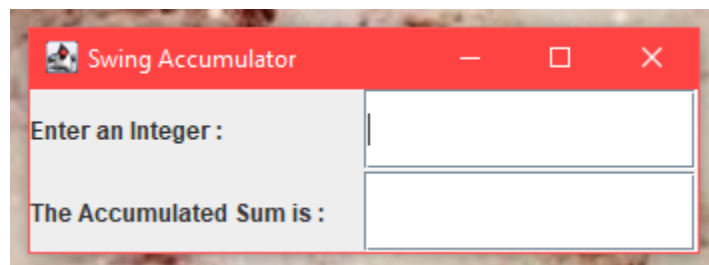 Swing Accumulator
Enter an Integer :
The Accumulated Sum is :